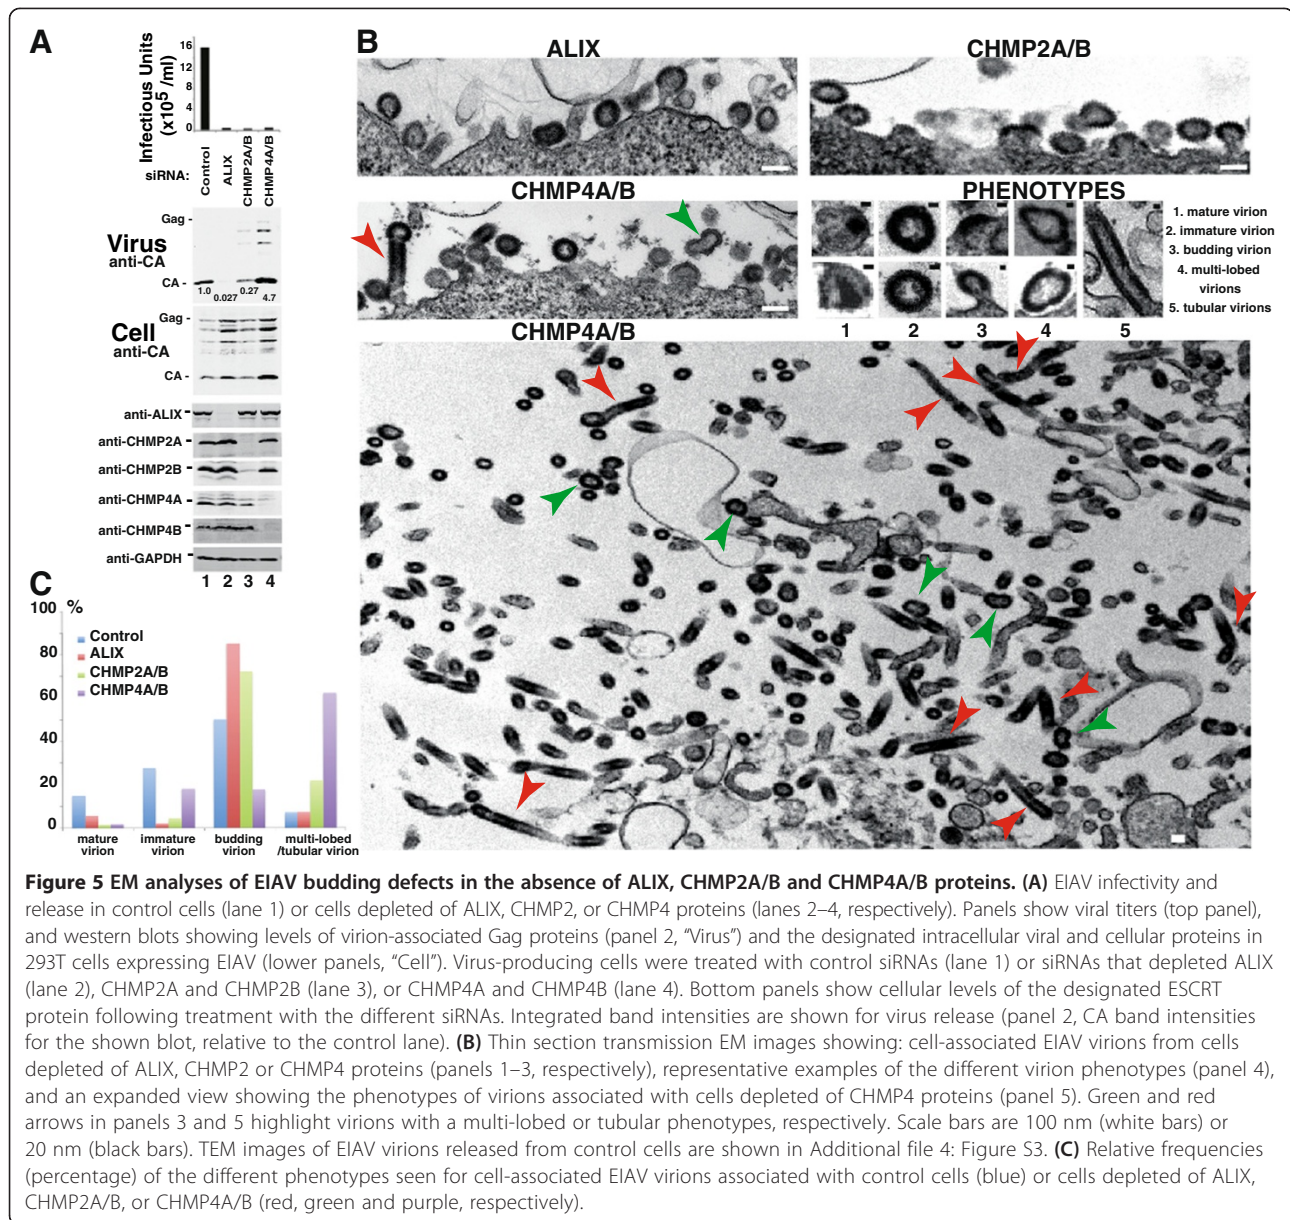 A
Infectious Units
(x10⁵ /ml)
16
12
8
4
0
siRNA:
Control
ALIX
CHMP2A/B
CHMP4A/B
Gag -
Virus
anti-CA
CA -
1.0
0.027
0.27
4.7
Gag -
Cell
anti-CA
CA -
anti-ALIX
anti-CHMP2A
anti-CHMP2B
anti-CHMP4A
anti-CHMP4B
anti-GAPDH
1 2 3 4
B
ALIX
CHMP2A/B
CHMP4A/B
PHENOTYPES
1. mature virion
2. immature virion
3. budding virion
4. multi-lobed
virions
5. tubular virions
1 2 3 4 5
CHMP4A/B
C
100 %
80
60
40
20
0
Control
ALIX
CHMP2A/B
CHMP4A/B
mature
virion
immature
virion
budding
virion
multi-lobed
/tubular virion
Figure 5 EM analyses of EIAV budding defects in the absence of ALIX, CHMP2A/B and CHMP4A/B proteins. (A) EIAV infectivity and
release in control cells (lane 1) or cells depleted of ALIX, CHMP2, or CHMP4 proteins (lanes 2–4, respectively). Panels show viral titers (top panel),
and western blots showing levels of virion-associated Gag proteins (panel 2, "Virus") and the designated intracellular viral and cellular proteins in
293T cells expressing EIAV (lower panels, "Cell"). Virus-producing cells were treated with control siRNAs (lane 1) or siRNAs that depleted ALIX
(lane 2), CHMP2A and CHMP2B (lane 3), or CHMP4A and CHMP4B (lane 4). Bottom panels show cellular levels of the designated ESCRT
protein following treatment with the different siRNAs. Integrated band intensities are shown for virus release (panel 2, CA band intensities
for the shown blot, relative to the control lane). (B) Thin section transmission EM images showing: cell-associated EIAV virions from cells
depleted of ALIX, CHMP2 or CHMP4 proteins (panels 1–3, respectively), representative examples of the different virion phenotypes (panel 4),
and an expanded view showing the phenotypes of virions associated with cells depleted of CHMP4 proteins (panel 5). Green and red
arrows in panels 3 and 5 highlight virions with a multi-lobed or tubular phenotypes, respectively. Scale bars are 100 nm (white bars) or
20 nm (black bars). TEM images of EIAV virions released from control cells are shown in Additional file 4: Figure S3. (C) Relative frequencies
(percentage) of the different phenotypes seen for cell-associated EIAV virions associated with control cells (blue) or cells depleted of ALIX,
CHMP2A/B, or CHMP4A/B (red, green and purple, respectively).